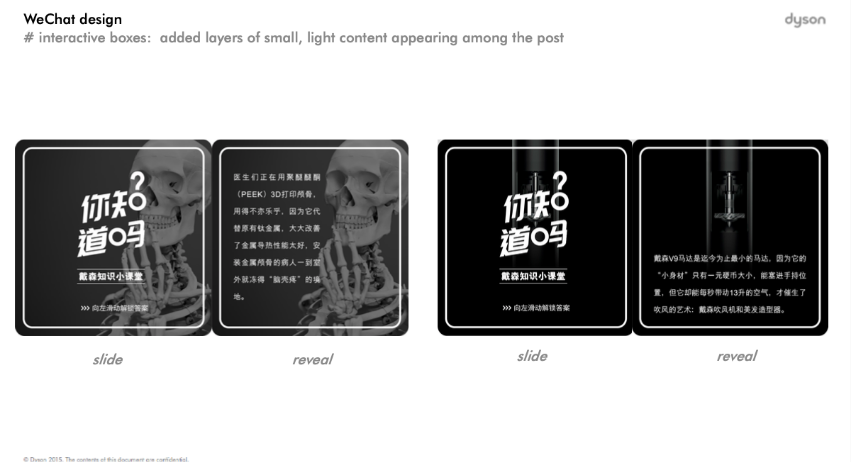 WeChat design
dyson
# interactive boxes: added layers of small, light content appearing among the post
你知
道吗?
戴森知识小课堂
>>> 向左滑动解锁答案
医生们正在用聚醚醚酮
（PEEK）3D打印颅骨，
用得不亦乐乎，因为它代
替原有钛金属，大大改善
了金属导热性能太好，安
装金属颅骨的病人一到室
外就冻得“脑壳疼”的境
地。
slide
reveal
你知
道吗?
戴森知识小课堂
>>> 向左滑动解锁答案
戴森V9马达是迄今为止最小的马达，因为它的
“小身材”只有一元硬币大小，能塞进手持位
置，但它却能每秒带动13升的空气，才催生了
吹风的艺术：戴森吹风机和美发造型器。
slide
reveal
© Dyson 2015. The contents of this document are confidential.